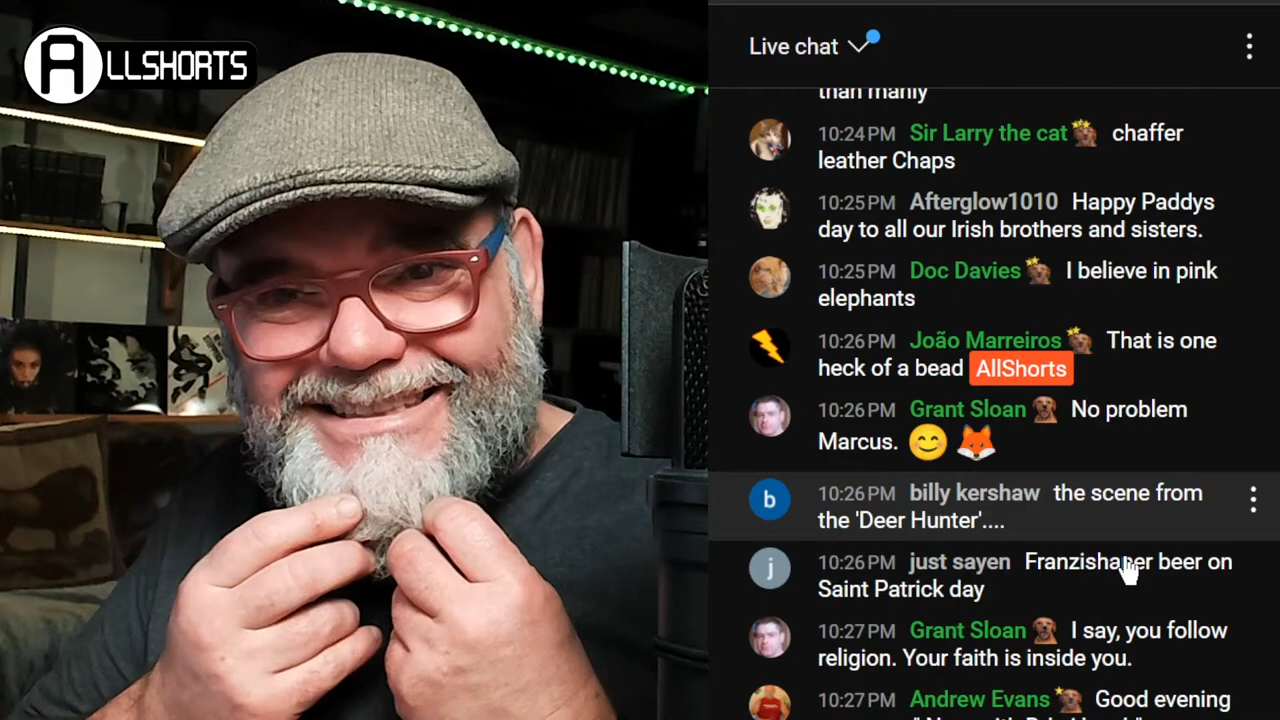 ALLSHORTS
Live chat
than manly
10:24 PM Sir Larry the cat chaffer
leather Chaps
10:25 PM Afterglow1010 Happy Paddys
day to all our Irish brothers and sisters.
10:25 PM Doc Davies I believe in pink
elephants
10:26 PM João Marreiros That is one
heck of a bead AllShorts
10:26 PM Grant Sloan No problem
Marcus.
b
10:26 PM billy kershaw the scene from
the 'Deer Hunter'....
j
10:26 PM just sayen Franzishaner beer on
Saint Patrick day
10:27 PM Grant Sloan I say, you follow
religion. Your faith is inside you.
10:27 PM Andrew Evans Good evening